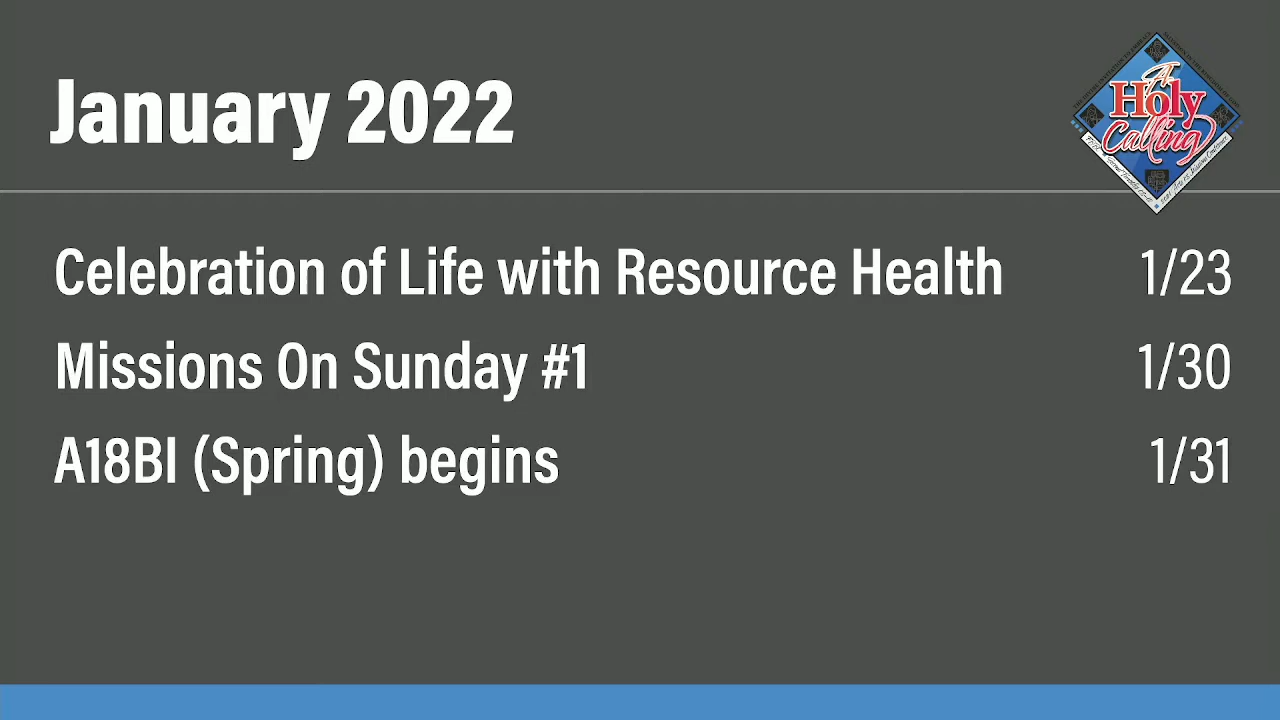 January 2022
A
Holy
Calling
Celebration of Life with Resource Health 1/23
Missions On Sunday #1 1/30
A18BI (Spring) begins 1/31